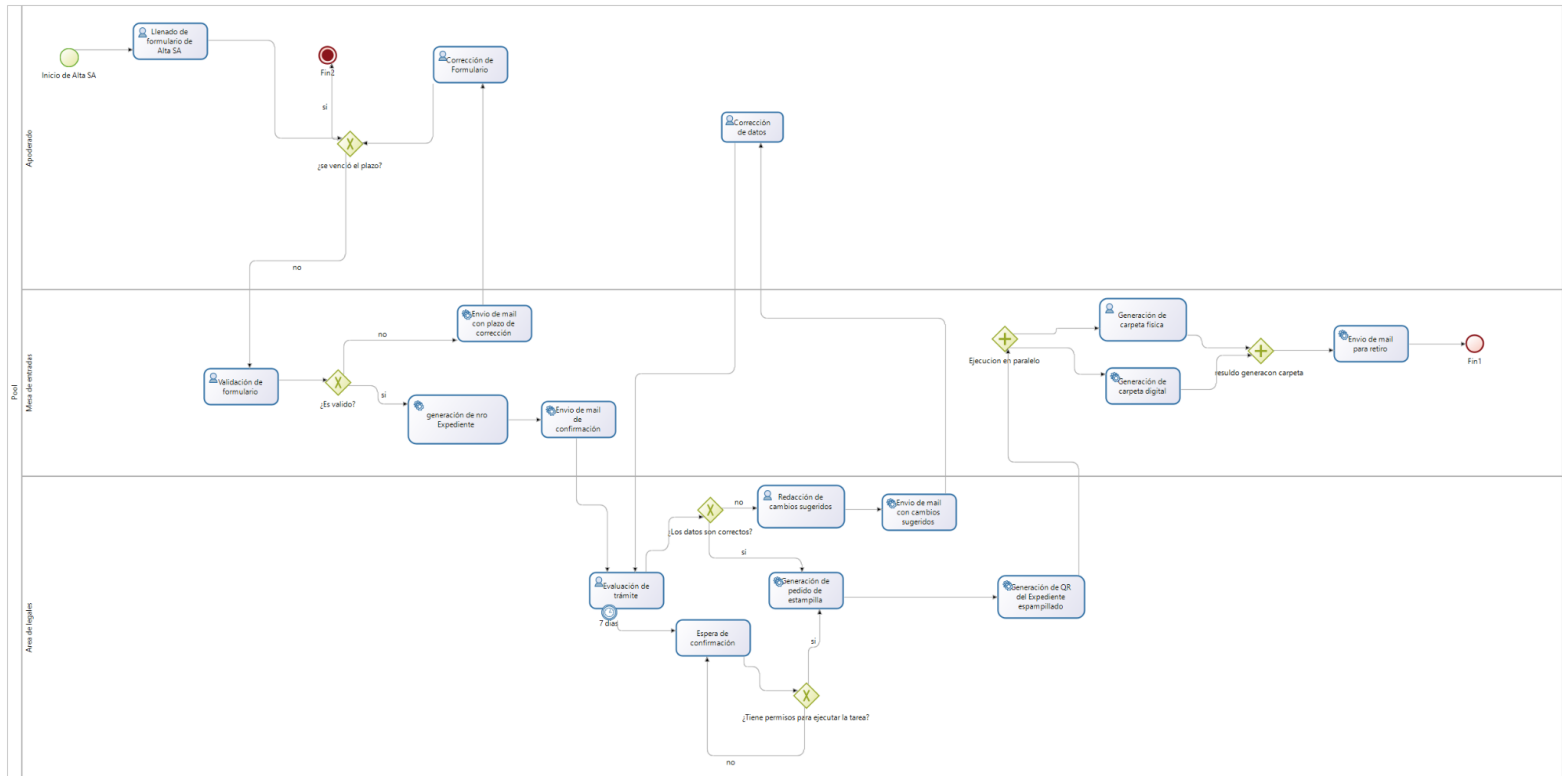 Pool
Apoderado
Inicio de Alta SA
Llenado de
formulario de
Alta SA
Fin2
si
¿se venció el plazo?
no
Corrección de
Formulario
Corrección
de datos
Mesa de entradas
Validación de
formulario
¿Es valido?
no
si
Envio de mail
con plazo de
corrección
generación de nro
Expediente
Envio de mail
de
confirmación
Ejecucion en paralelo
Generación de
carpeta fisica
Generación de
carpeta digital
resuldo generacon carpeta
Envio de mail
para retiro
Fin1
Area de legales
Evaluación de
trámite
7 días
¿Los datos son correctos?
no
si
Redacción de
cambios sugeridos
Envio de mail
con cambios
sugeridos
Generación de
pedido de
estampilla
Generación de QR
del Expediente
espampillado
Espera de
confirmación
si
¿Tiene permisos para ejecutar la tarea?
no